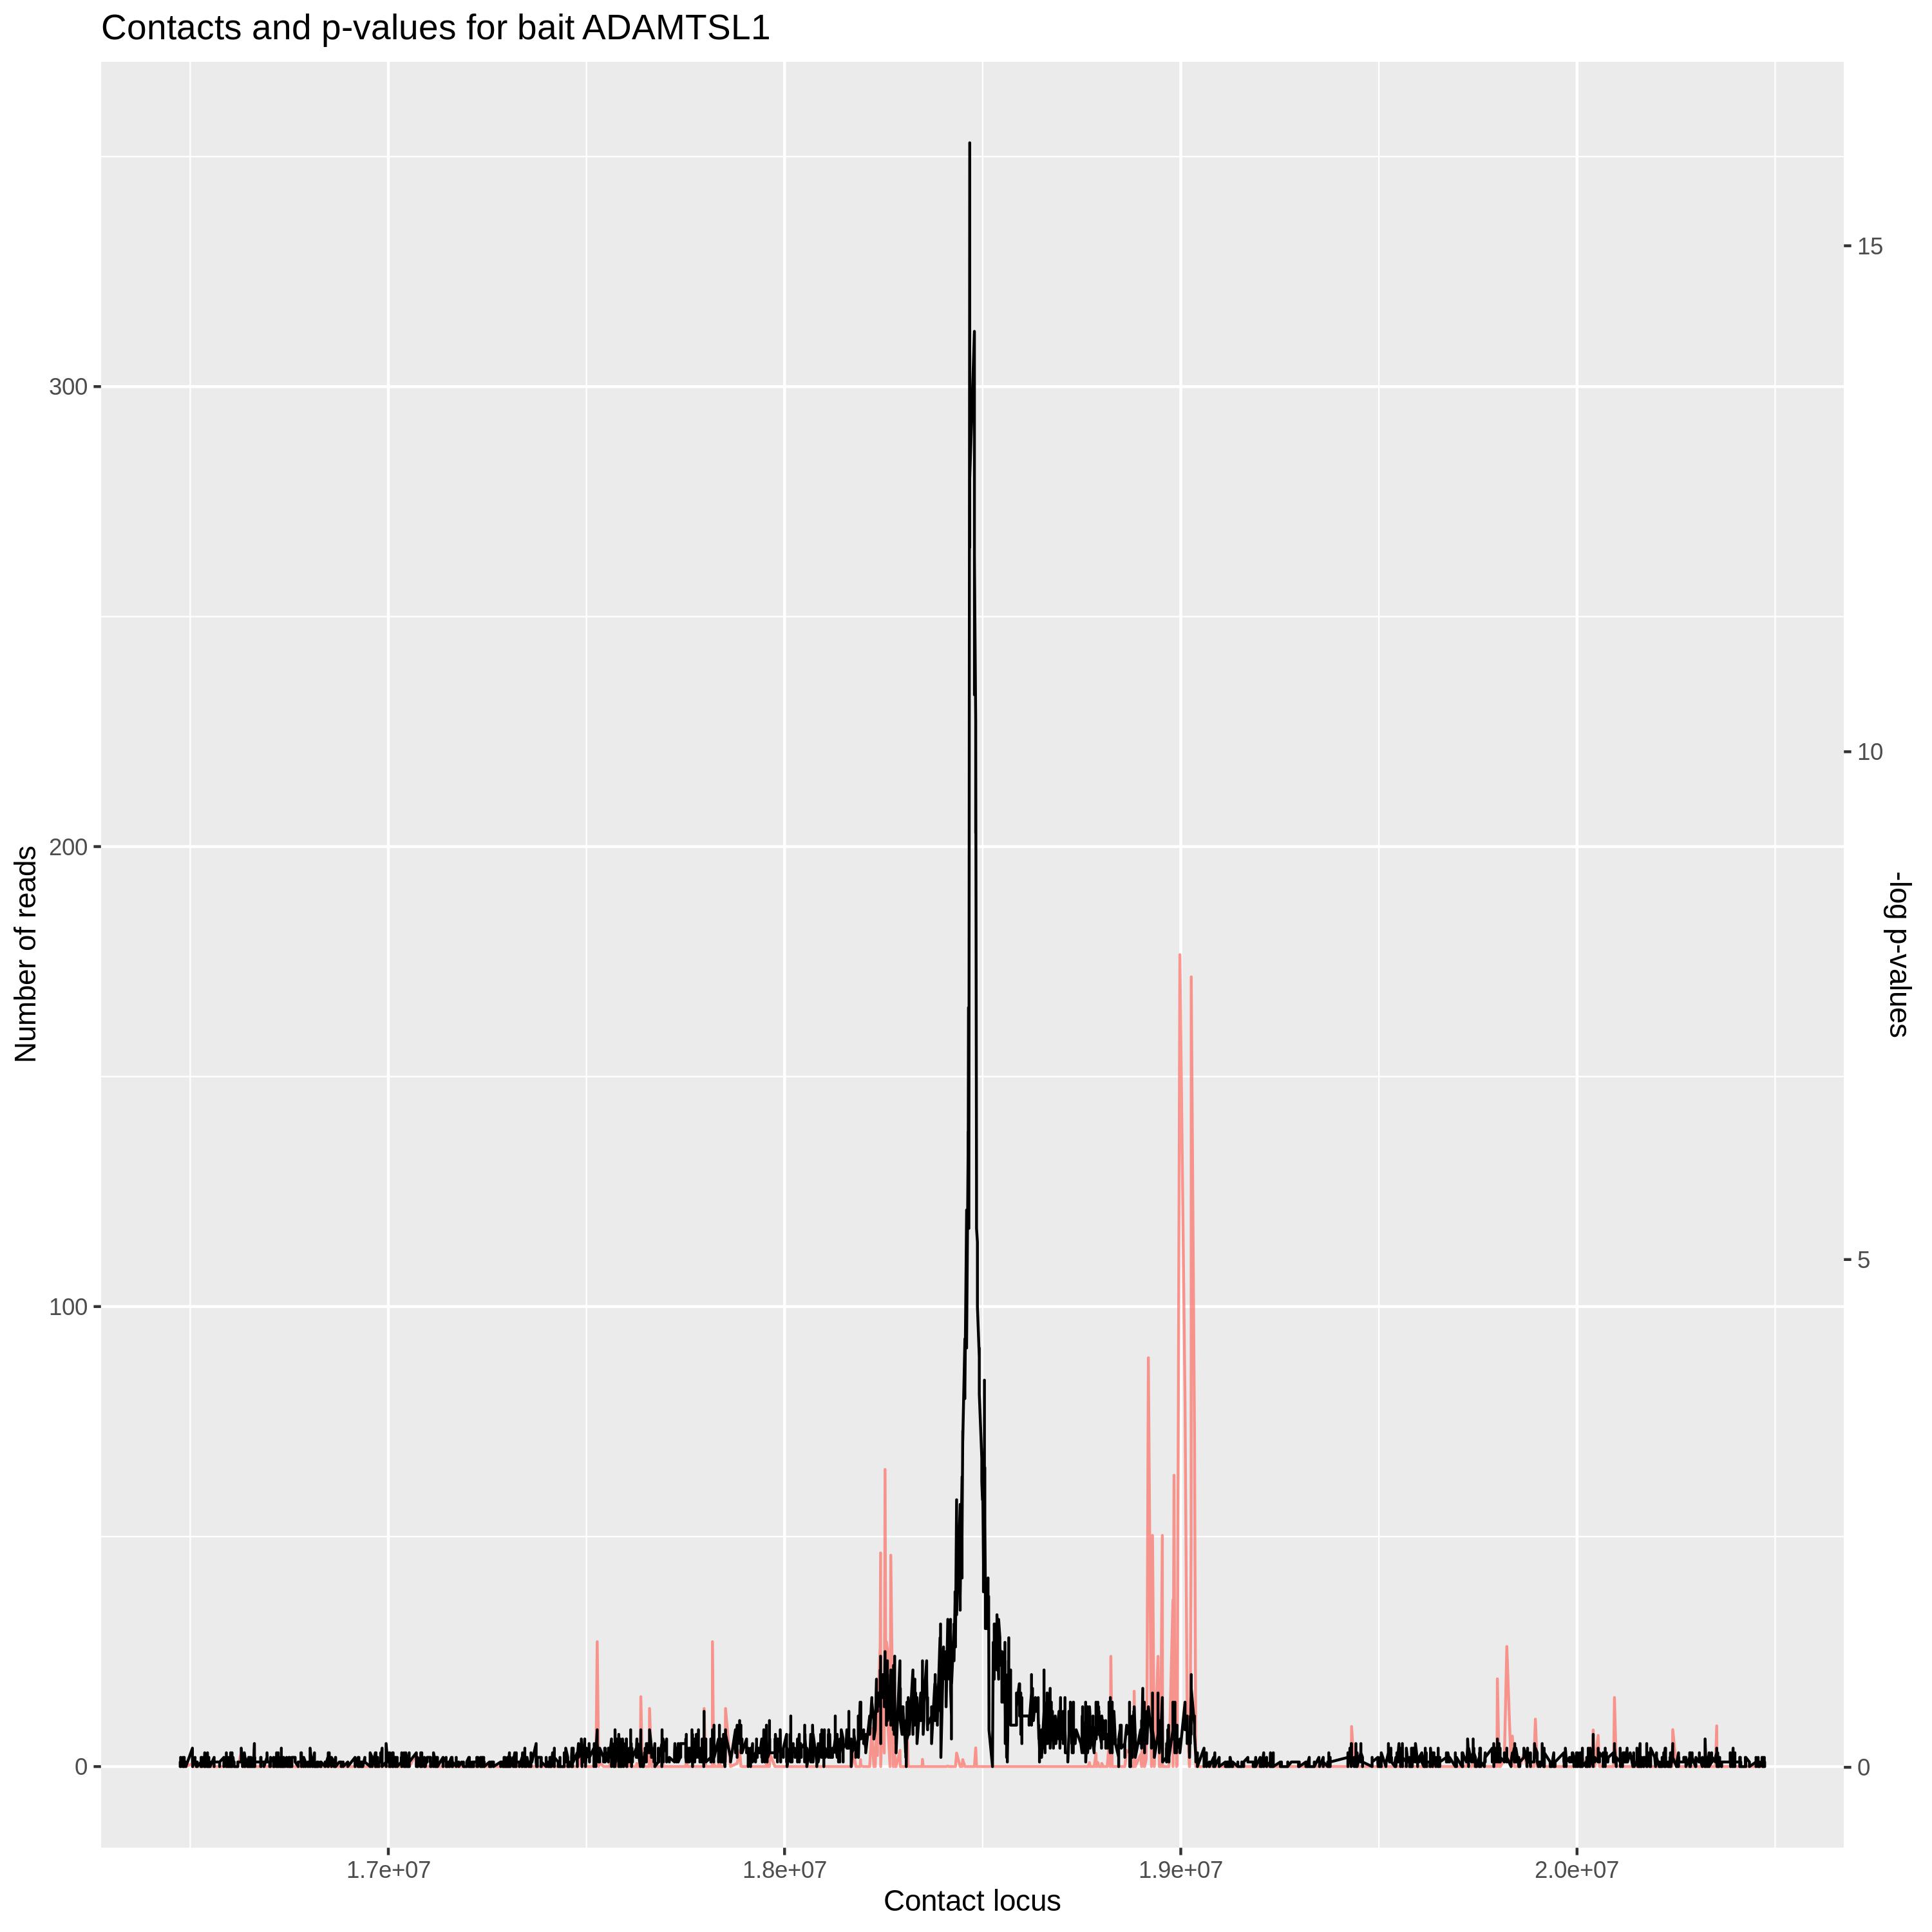 Contacts and p-values for bait ADAMTSL1
Number of reads
300
200
100
0
15
10
5
0
-log p-values
1.7e+07
1.8e+07
1.9e+07
2.0e+07
Contact locus